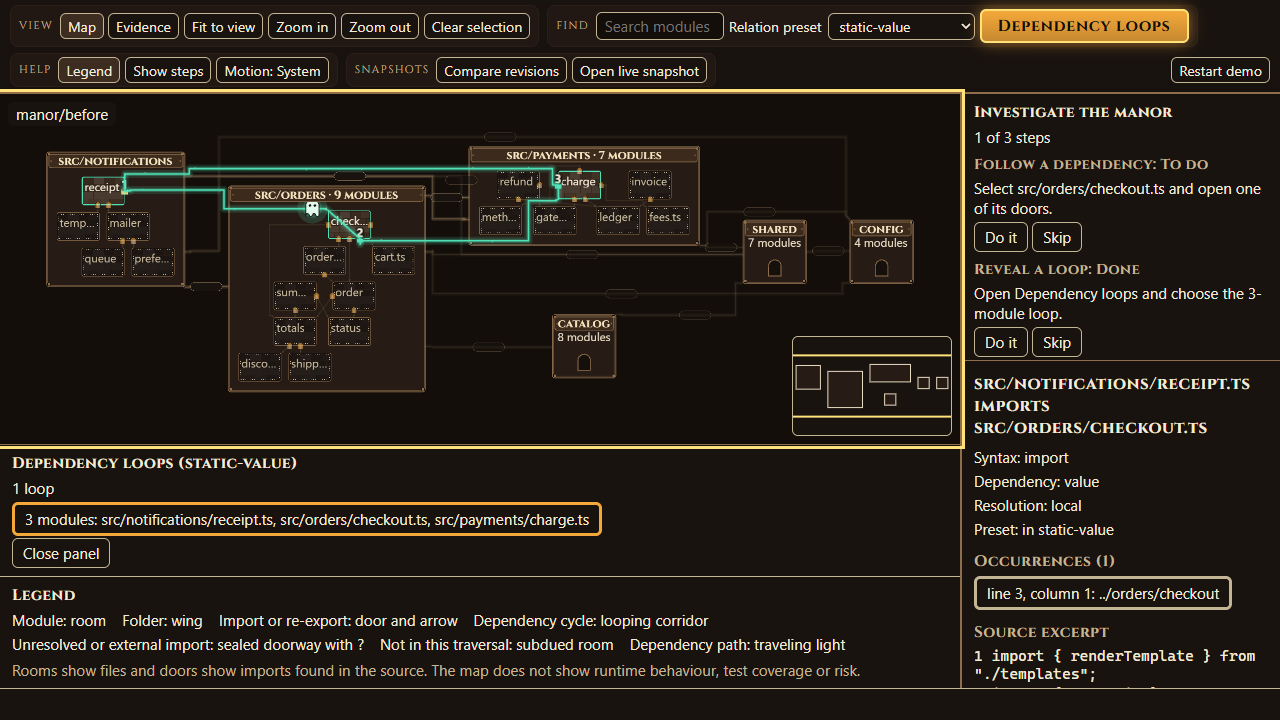 VIEW Map Evidence Fit to view Zoom in Zoom out Clear selection FIND Search modules Relation preset static-value DEPENDENCY LOOPS
HELP Legend Show steps Motion: System SNAPSHOTS Compare revisions Open live snapshot Restart demo
manor/before
SRC/NOTIFICATIONS
receipt 1
temp... mailer
queue prefe...
SRC/ORDERS · 9 MODULES
check...
2
order... cart.ts
sum... order
totals status
disco... shipp...
SRC/PAYMENTS · 7 MODULES
refund 3 charge invoice
meth... gate... ledger fees.ts
SHARED
7 modules
CONFIG
4 modules
CATALOG
8 modules
INVESTIGATE THE MANOR
1 of 3 steps
FOLLOW A DEPENDENCY: TO DO
Select src/orders/checkout.ts and open one
of its doors.
Do it Skip
REVEAL A LOOP: DONE
Open Dependency loops and choose the 3-
module loop.
Do it Skip
SRC/NOTIFICATIONS/RECEIPT.TS
IMPORTS
SRC/ORDERS/CHECKOUT.TS
Syntax: import
Dependency: value
Resolution: local
Preset: in static-value
OCCURRENCES (1)
line 3, column 1: ../orders/checkout
SOURCE EXCERPT
1 import { renderTemplate } from
"./templates";
DEPENDENCY LOOPS (STATIC-VALUE)
1 loop
3 modules: src/notifications/receipt.ts, src/orders/checkout.ts, src/payments/charge.ts
Close panel
LEGEND
Module: room Folder: wing Import or re-export: door and arrow Dependency cycle: looping corridor
Unresolved or external import: sealed doorway with ? Not in this traversal: subdued room Dependency path: traveling light
Rooms show files and doors show imports found in the source. The map does not show runtime behaviour, test coverage or risk.